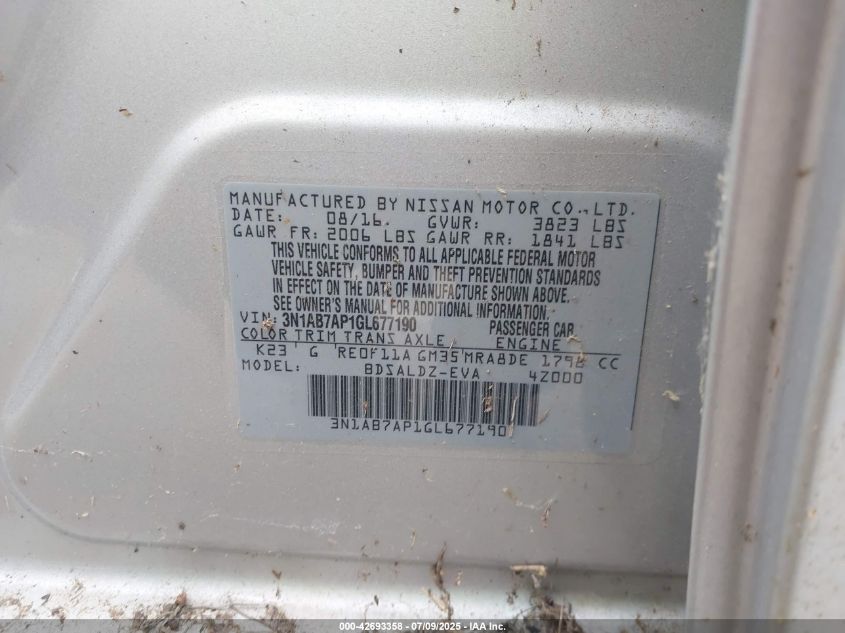 MANUFACTURED BY NISSAN MOTOR CO., LTD.
DATE: 08/16. GVWR: 3823 LBS
GAWR FR: 2006 LBS GAWR RR: 1841 LBS
THIS VEHICLE CONFORMS TO ALL APPLICABLE FEDERAL MOTOR
VEHICLE SAFETY, BUMPER AND THEFT PREVENTION STANDARDS
IN EFFECT ON THE DATE OF MANUFACTURE SHOWN ABOVE.
SEE OWNER'S MANUAL FOR ADDITIONAL INFORMATION.
VIN: 3N1AB7AP1GL677190 PASSENGER CAR
COLOR TRIM TRANS AXLE ENGINE
K23 G RE0F11A GM35 MRA8DE 1798 CC
MODEL: BDSALDZ-EVA 4Z000
3N1AB7AP1GL677190
000-42693358 - 07/09/2025 - IAAI.COM